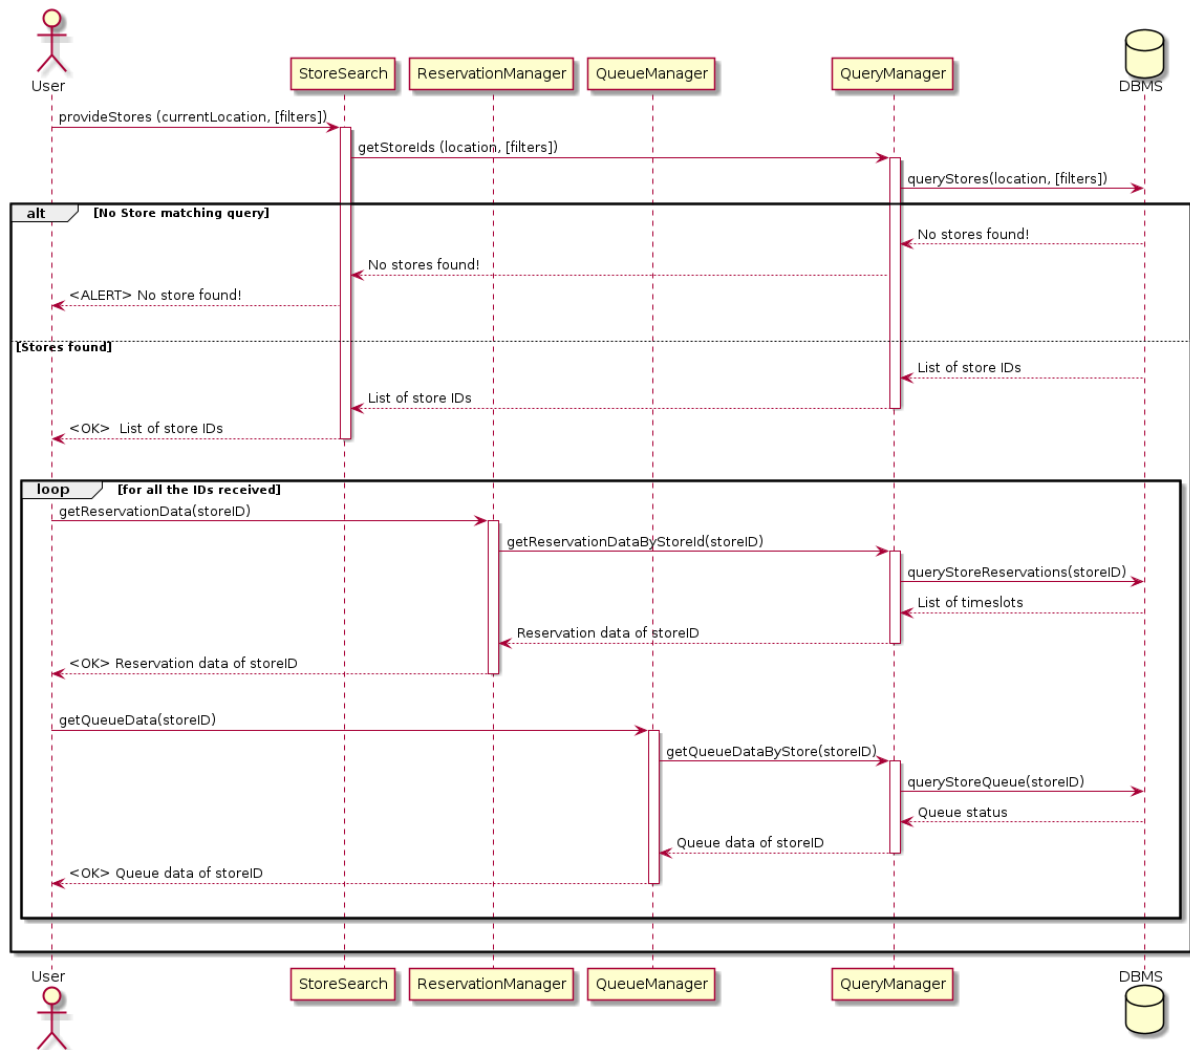 User
StoreSearch
ReservationManager
QueueManager
QueryManager
DBMS
provideStores (currentLocation, [filters])
getStoreIds (location, [filters])
queryStores(location, [filters])
alt [No Store matching query]
No stores found!
No stores found!
<ALERT> No store found!
[Stores found]
List of store IDs
List of store IDs
<OK>  List of store IDs
loop [for all the IDs received]
getReservationData(storeID)
getReservationDataByStoreId(storeID)
queryStoreReservations(storeID)
List of timeslots
Reservation data of storeID
<OK> Reservation data of storeID
getQueueData(storeID)
getQueueDataByStore(storeID)
queryStoreQueue(storeID)
Queue status
Queue data of storeID
<OK> Queue data of storeID
User
StoreSearch
ReservationManager
QueueManager
QueryManager
DBMS